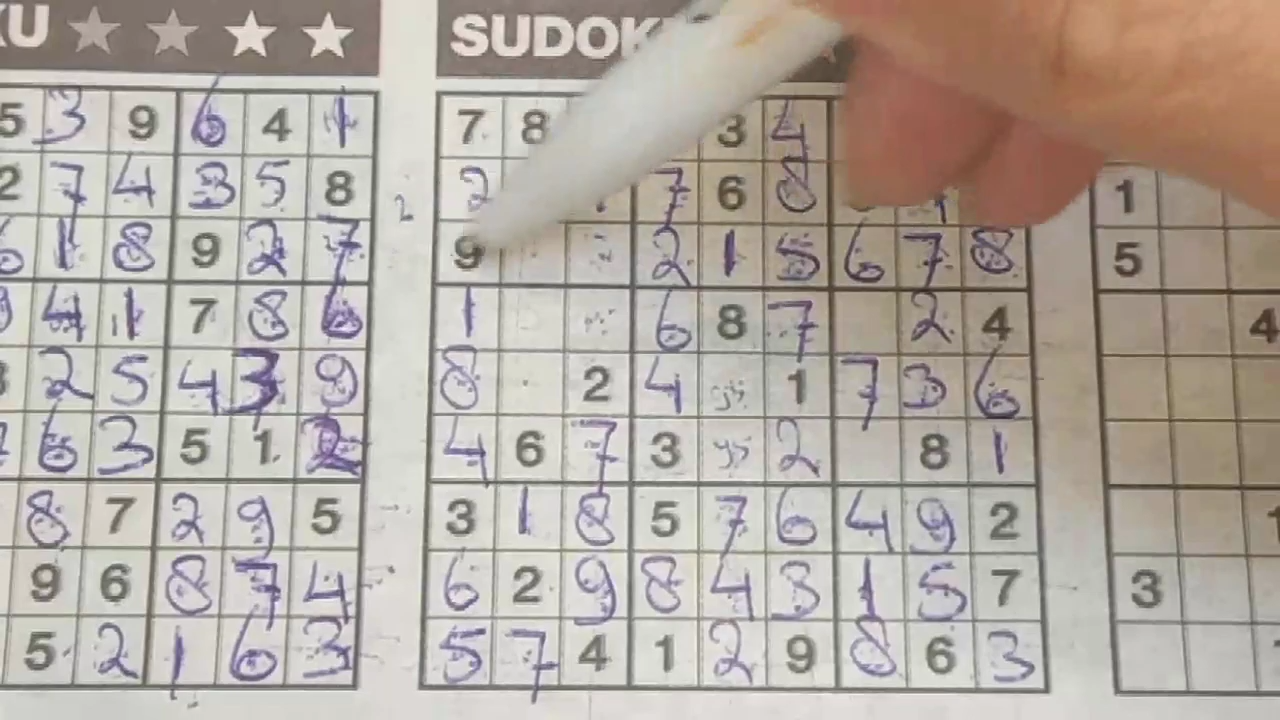 KU ★ ★ ★ ★ SUDOK
5 3 9 6 4 1 7 8 3 4
2 7 4 3 5 8 2 7 6 8 1
6 1 8 9 2 7 9 2 1 5 6 7 8 5
9 4 1 7 8 6 1 6 8 7 2 4 4
2 5 4 3 9 8 2 4 1 7 3 6
7 6 3 5 1 2 4 6 7 3 2 8 1
8 7 2 9 5 3 1 8 5 7 6 4 9 2
9 6 8 7 4 6 2 9 8 4 3 1 5 7 3
5 2 1 6 3 5 7 4 1 2 9 8 6 3